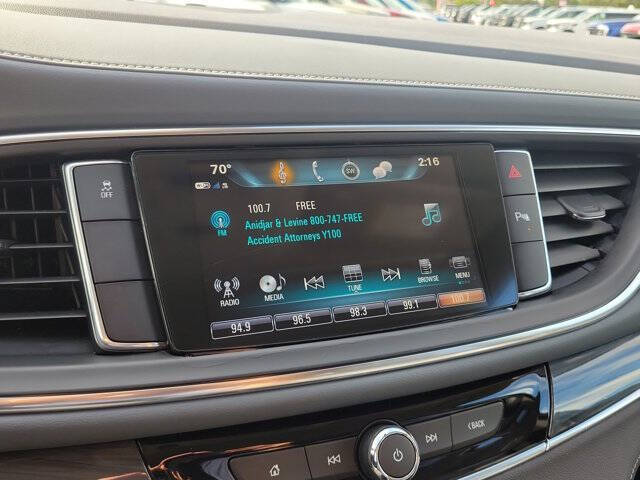 70° SW 2:16
OFF
100.7 FREE
Anidjar & Levine 800-747-FREE
Accident Attorneys Y100
FM
RADIO MEDIA TUNE BROWSE MENU
94.9 96.5 98.3 99.1 100.7
<BACK